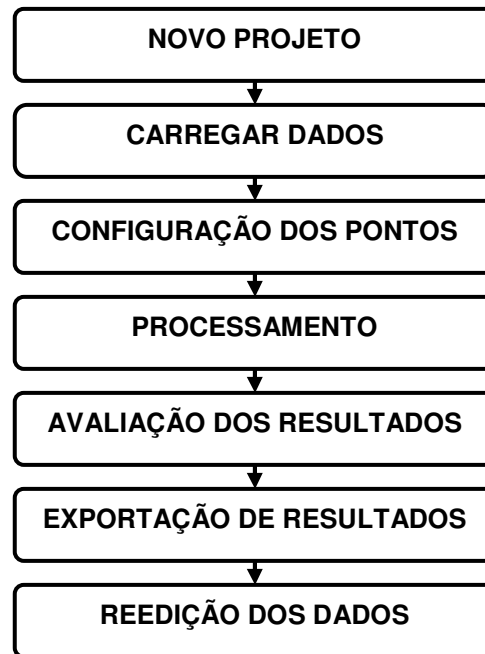 NOVO PROJETO
CARREGAR DADOS
CONFIGURAÇÃO DOS PONTOS
PROCESSAMENTO
AVALIAÇÃO DOS RESULTADOS
EXPORTAÇÃO DE RESULTADOS
REEDIÇÃO DOS DADOS